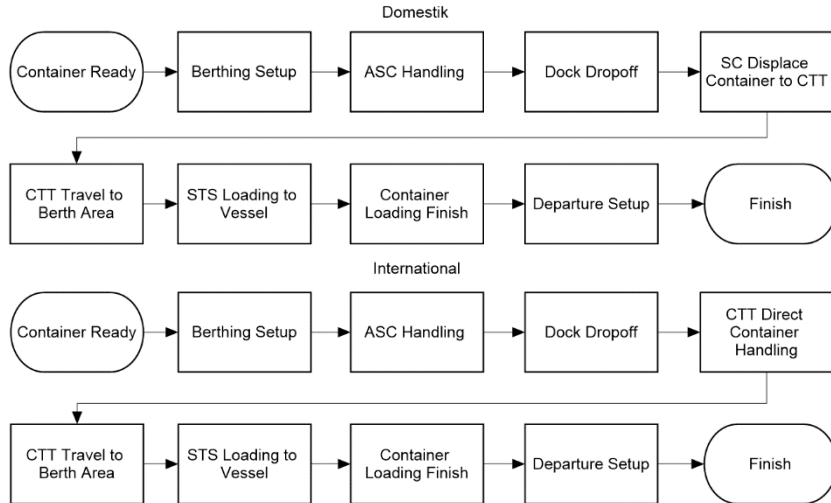 Domestik
Container Ready
Berthing Setup
ASC Handling
Dock Dropoff
SC Displace
Container to CTT
CTT Travel to
Berth Area
STS Loading to
Vessel
Container
Loading Finish
Departure Setup
Finish
International
Container Ready
Berthing Setup
ASC Handling
Dock Dropoff
CTT Direct
Container
Handling
CTT Travel to
Berth Area
STS Loading to
Vessel
Container
Loading Finish
Departure Setup
Finish